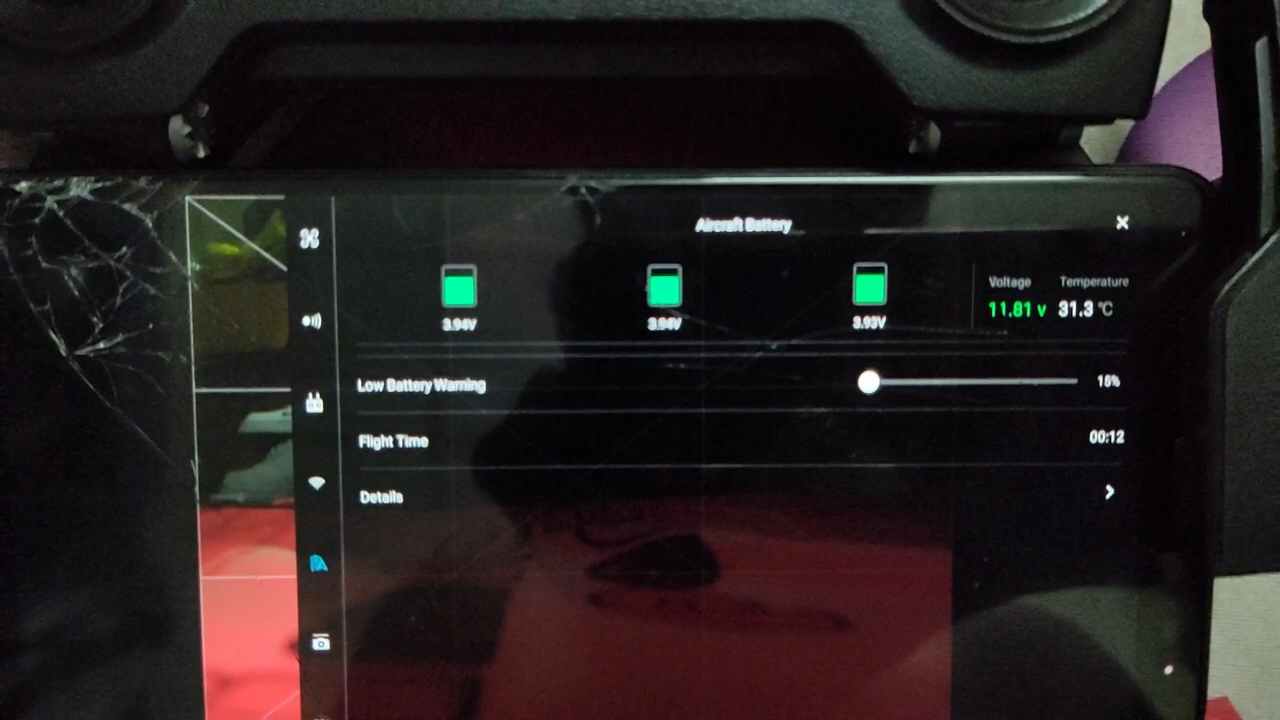 Aircraft Battery
Voltage Temperature
11.81 v 31.3 °C
3.94V 3.94V 3.93V
Low Battery Warning 15%
Flight Time 00:12
Details